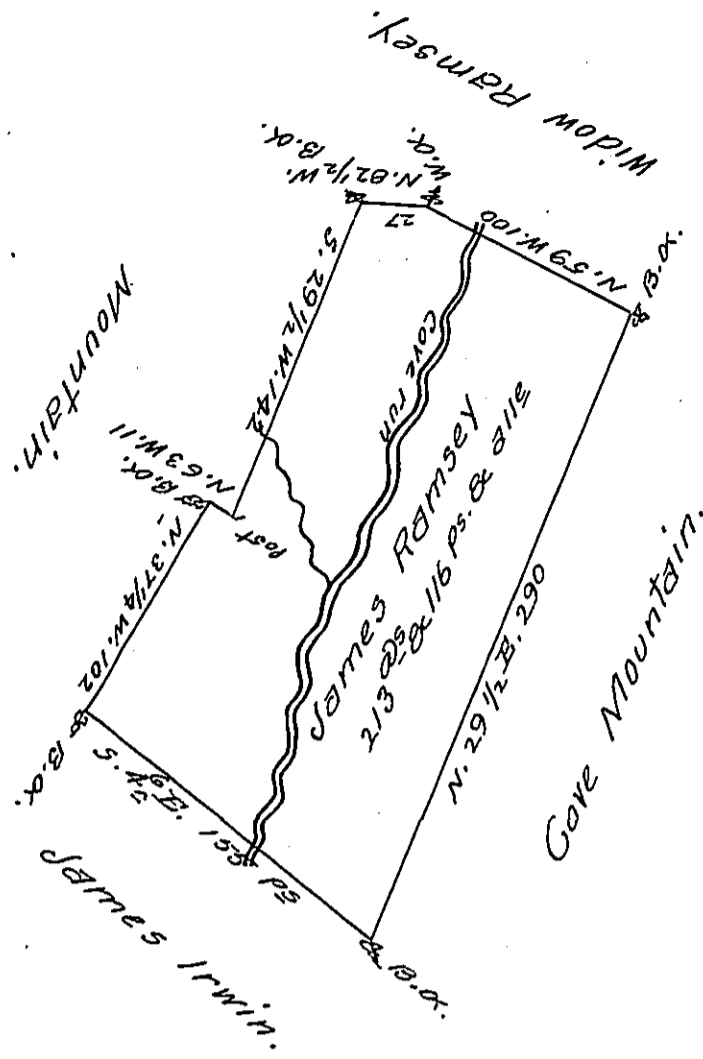 Widow Ramsey.
W.O.
N.82½W.
B.O.
27
N.59W.100
B.O.
S.29½W.142
Cove run
Mountain.
N.63W.11
B.O.
Post
N.37¼W.102
James Ramsey
213 as & 116 ps. & alle
N.29½E.290
Cove Mountain.
B.O.
155 ps
James Irwin.
B.O.